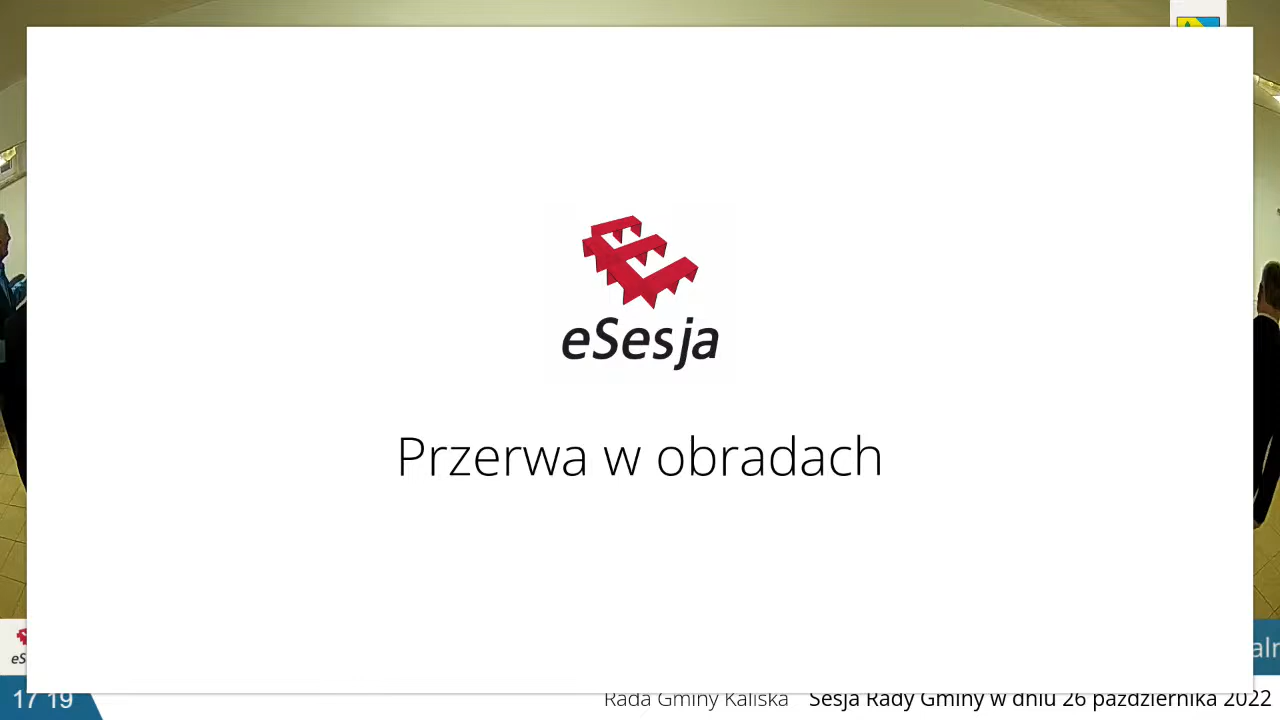 eSesja
Przerwa w obradach
17 19
Rada Gminy Kaliska Sesja Rady Gminy w dniu 26 października 2022